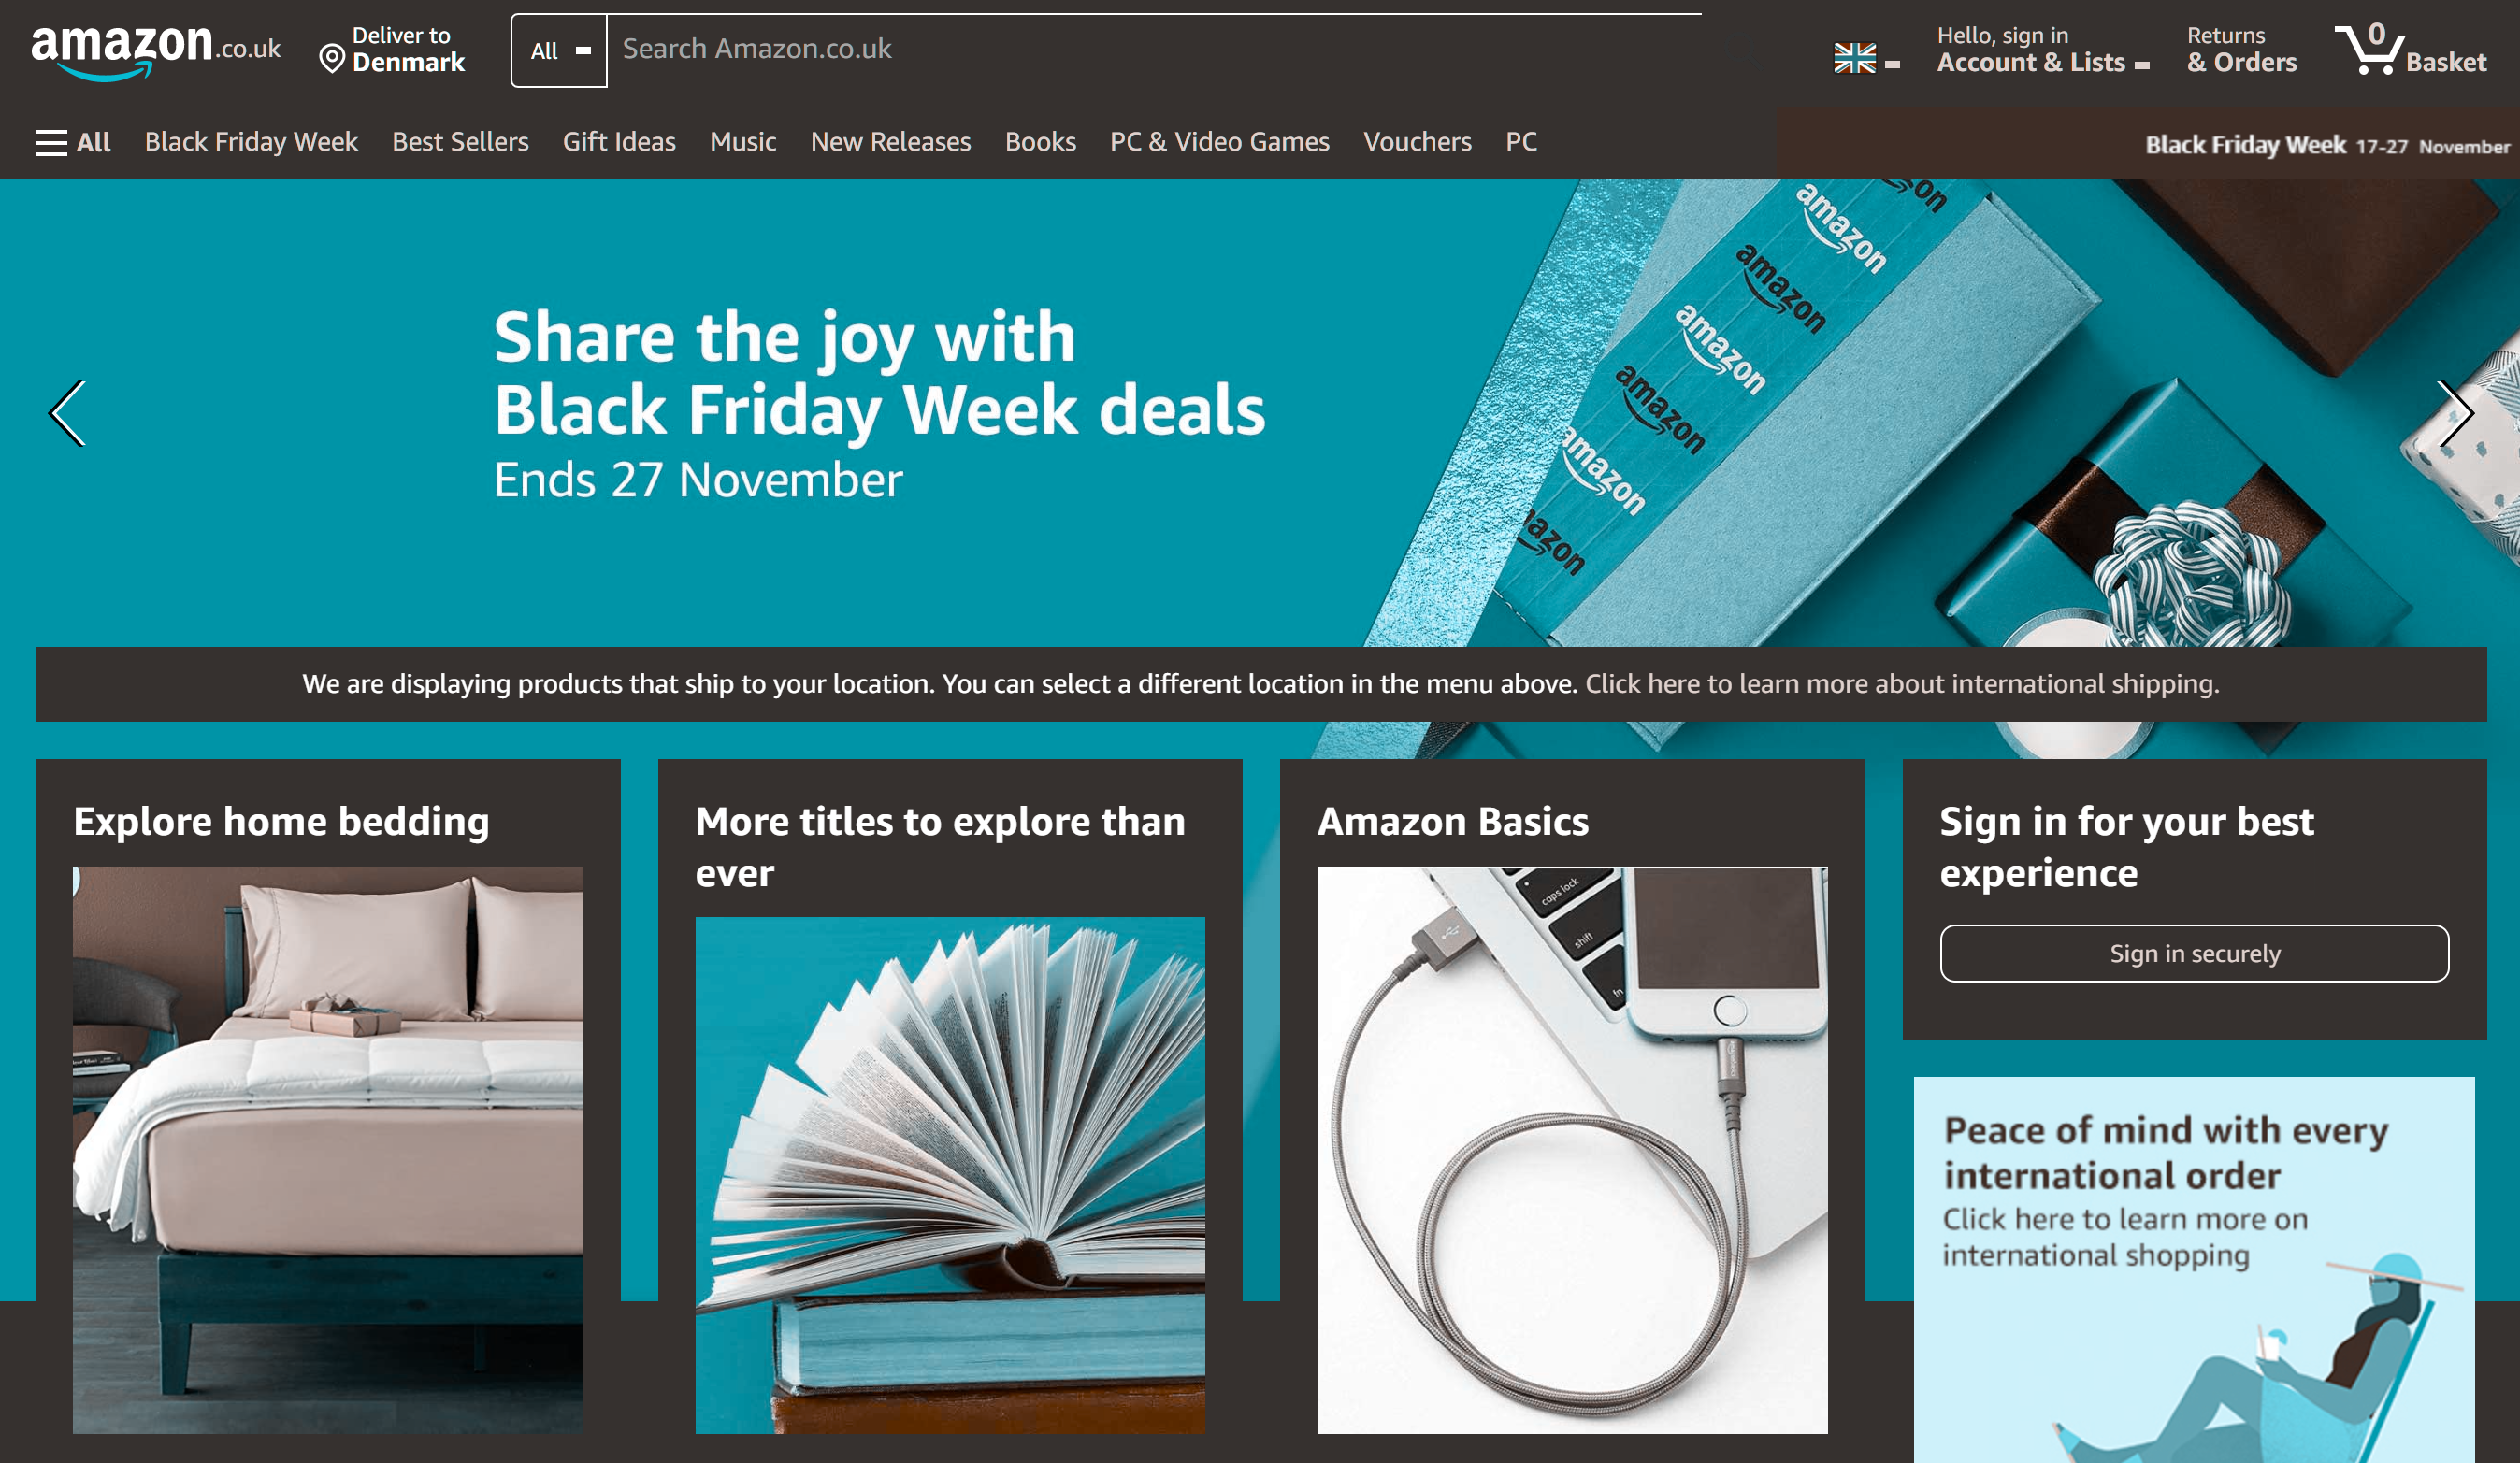 amazon.co.uk
Deliver to
Denmark
All
Search Amazon.co.uk
Hello, sign in
Account & Lists
Returns
& Orders
0
Basket
All
Black Friday Week
Best Sellers
Gift Ideas
Music
New Releases
Books
PC & Video Games
Vouchers
PC
Black Friday Week 17-27 November
Share the joy with
Black Friday Week deals
Ends 27 November
on
amazon
amazon
amazon
amazon
amazon
azon
We are displaying products that ship to your location. You can select a different location in the menu above. Click here to learn more about international shipping.
Explore home bedding
More titles to explore than
ever
Amazon Basics
caps lock
shift
fn
Sign in for your best
experience
Sign in securely
Peace of mind with every
international order
Click here to learn more on
international shopping